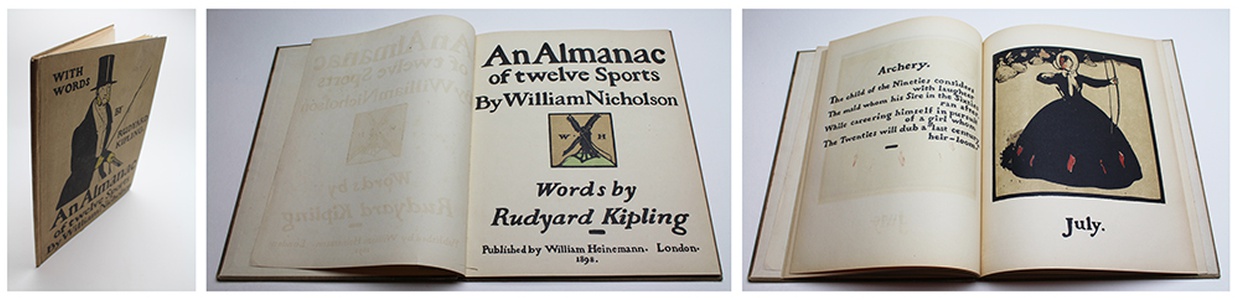 WITH
WORDS
BY
RUDYARD
KIPLING
An Almanac
of twelve Sports
By William Nicholson
An Almanac
of twelve Sports
By William Nicholson
W H
Words by
Rudyard Kipling
Published by William Heinemann. London.
1898.
Archery.
The child of the Nineties considers
with laughter
The maid whom his Sire in the Sixties
ran after,
While careering himself in pursuit
of a girl whom
The Twenties will dub a "last century
heir-loom."
July.